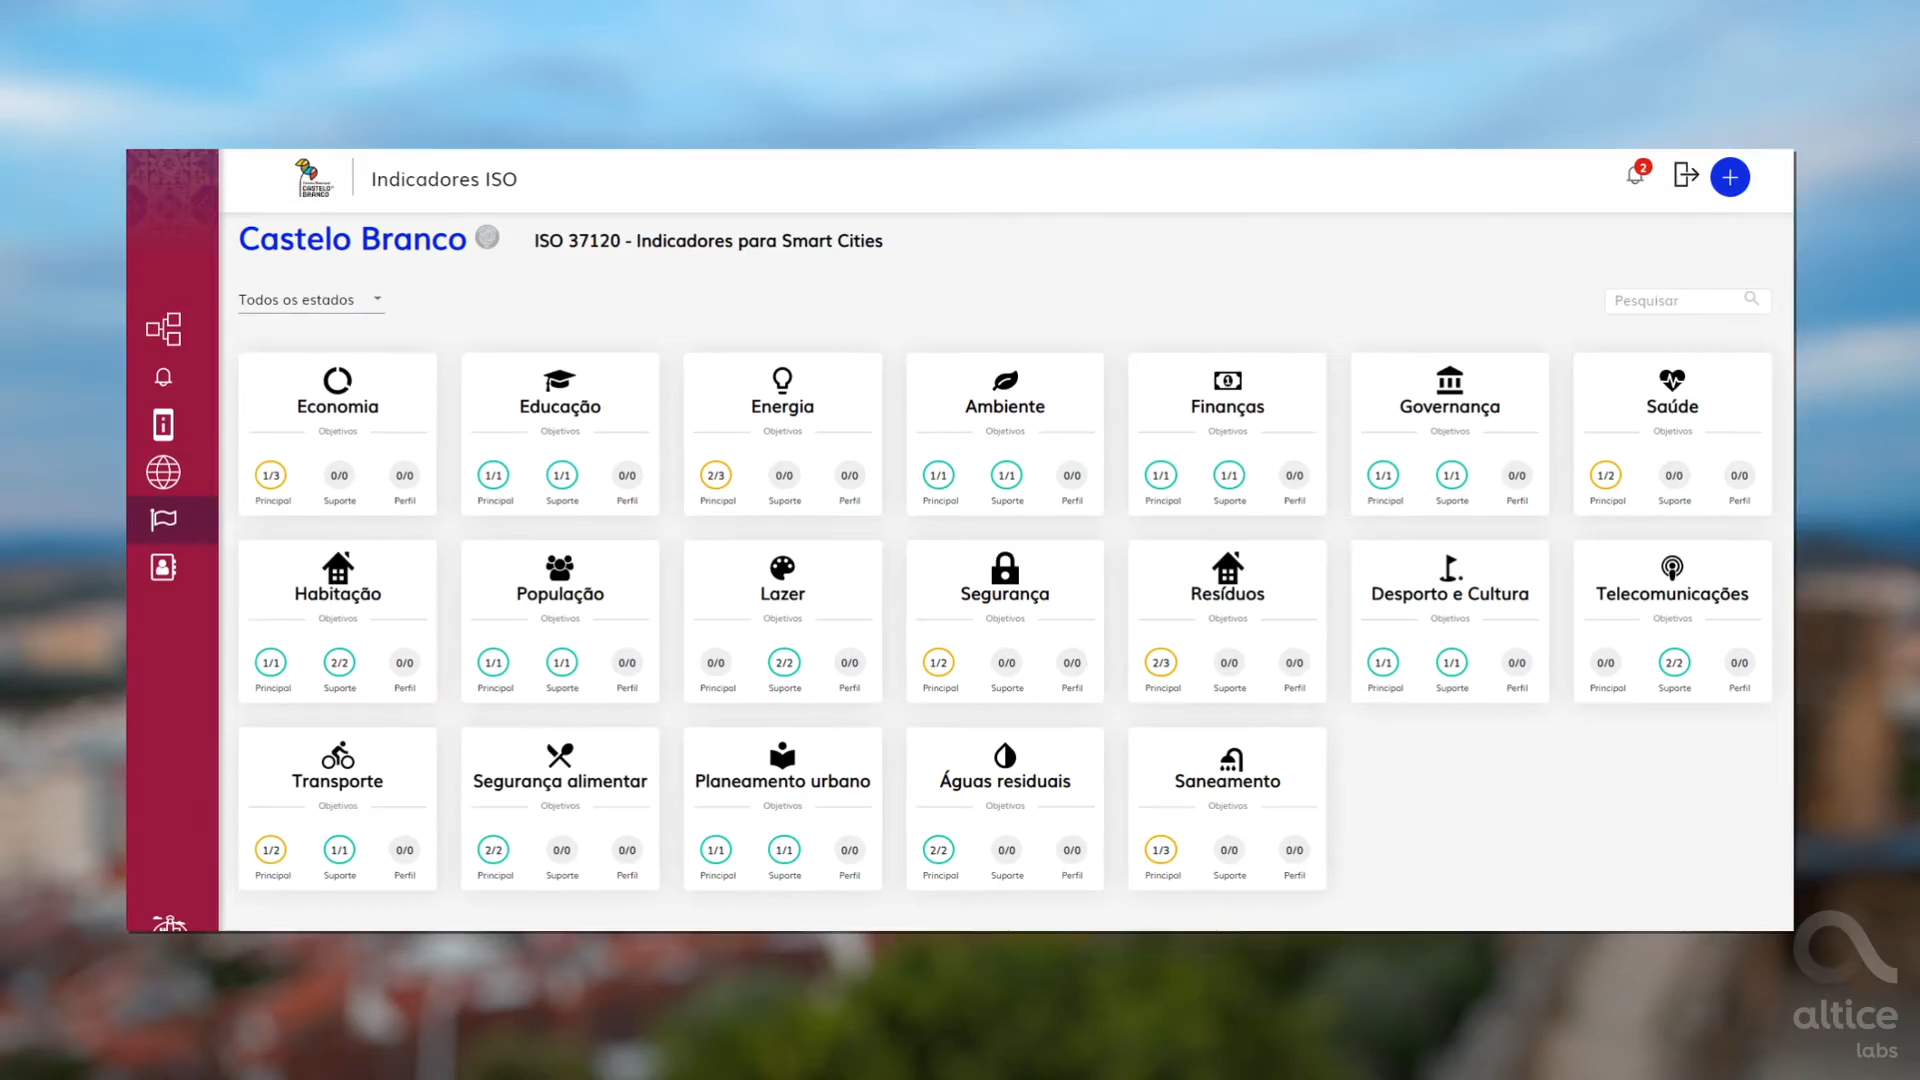 CASTELO
BRANCO
Indicadores ISO
2
Castelo Branco
ISO 37120 - Indicadores para Smart Cities
Todos os estados
Pesquisar
Economia
Objetivos
1/3 0/0 0/0
Principal Suporte Perfil
Educação
Objetivos
1/1 1/1 0/0
Principal Suporte Perfil
Energia
Objetivos
2/3 0/0 0/0
Principal Suporte Perfil
Ambiente
Objetivos
1/1 1/1 0/0
Principal Suporte Perfil
Finanças
Objetivos
1/1 1/1 0/0
Principal Suporte Perfil
Governança
Objetivos
1/1 1/1 0/0
Principal Suporte Perfil
Saúde
Objetivos
1/2 0/0 0/0
Principal Suporte Perfil
Habitação
Objetivos
1/1 2/2 0/0
Principal Suporte Perfil
População
Objetivos
1/1 1/1 0/0
Principal Suporte Perfil
Lazer
Objetivos
0/0 2/2 0/0
Principal Suporte Perfil
Segurança
Objetivos
1/2 0/0 0/0
Principal Suporte Perfil
Resíduos
Objetivos
2/3 0/0 0/0
Principal Suporte Perfil
Desporto e Cultura
Objetivos
1/1 1/1 0/0
Principal Suporte Perfil
Telecomunicações
Objetivos
0/0 2/2 0/0
Principal Suporte Perfil
Transporte
Objetivos
1/2 1/1 0/0
Principal Suporte Perfil
Segurança alimentar
Objetivos
2/2 0/0 0/0
Principal Suporte Perfil
Planeamento urbano
Objetivos
1/1 1/1 0/0
Principal Suporte Perfil
Águas residuais
Objetivos
2/2 0/0 0/0
Principal Suporte Perfil
Saneamento
Objetivos
1/3 0/0 0/0
Principal Suporte Perfil
altice
labs